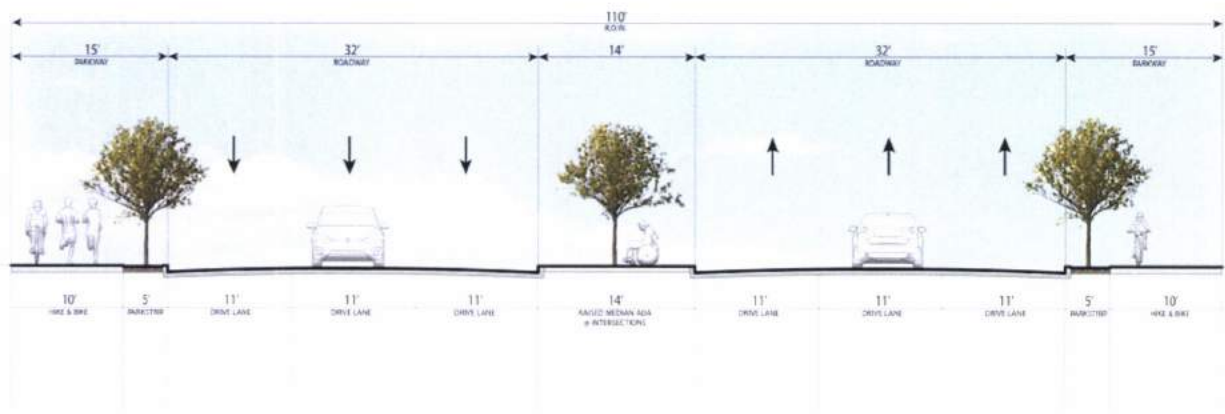 110'
R.O.W.
15'
PARKWAY
32'
ROADWAY
14'
32'
ROADWAY
15'
PARKWAY
10'
HIKE & BIKE
5'
PARKSTRIP
11'
DRIVE LANE
11'
DRIVE LANE
11'
DRIVE LANE
14'
RAISED MEDIAN ADA
@ INTERSECTIONS
11'
DRIVE LANE
11'
DRIVE LANE
11'
DRIVE LANE
5'
PARKSTRIP
10'
HIKE & BIKE